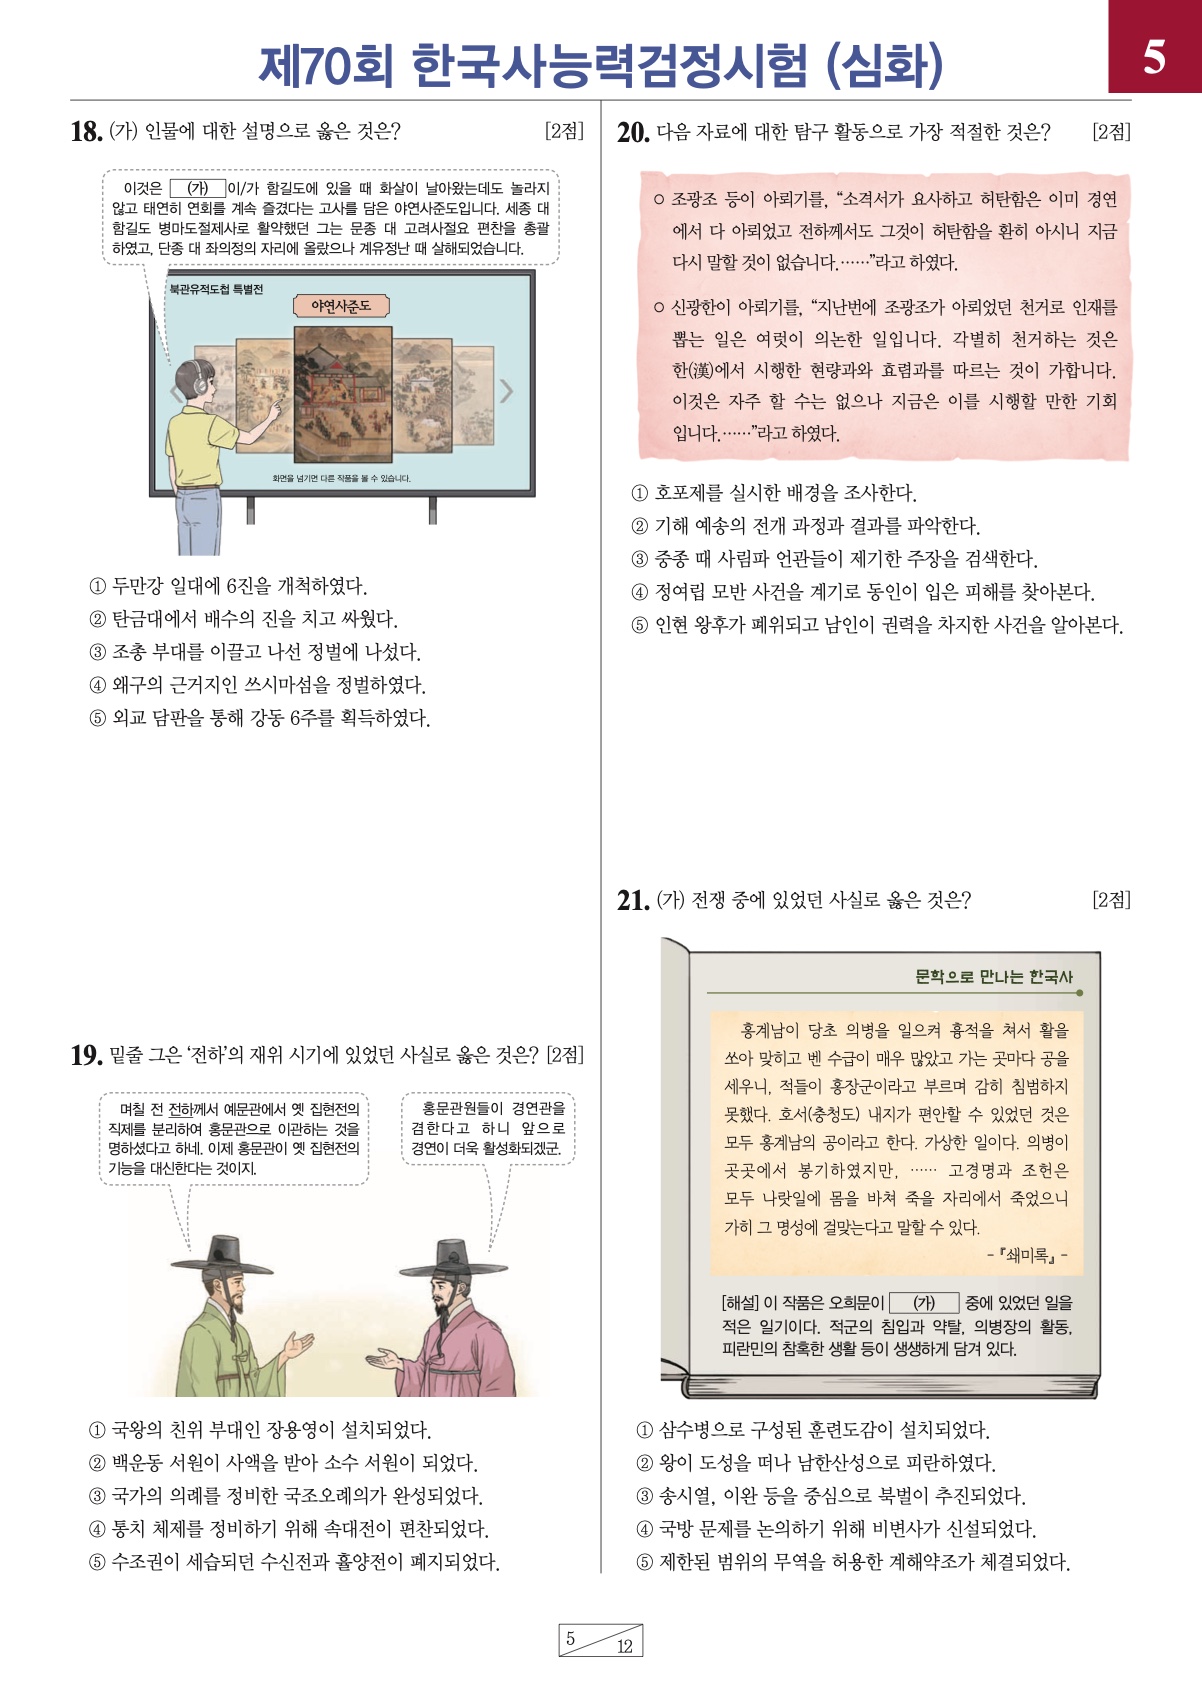 제70회 한국사능력검정시험 (심화)
5
18. (가) 인물에 대한 설명으로 옳은 것은? [2점]
이것은 (가) 이/가 함길도에 있을 때 화살이 날아왔는데도 놀라지
않고 태연히 연회를 계속 즐겼다는 고사를 담은 야연사준도입니다. 세종 대
함길도 병마도절제사로 활약했던 그는 문종 대 고려사절요 편찬을 총괄
하였고, 단종 대 좌의정의 자리에 올랐으나 계유정난 때 살해되었습니다.
북관유적도첩 특별전
야연사준도
화면을 넘기면 다른 작품을 볼 수 있습니다.
① 두만강 일대에 6진을 개척하였다.
② 탄금대에서 배수의 진을 치고 싸웠다.
③ 조총 부대를 이끌고 나선 정벌에 나섰다.
④ 왜구의 근거지인 쓰시마섬을 정벌하였다.
⑤ 외교 담판을 통해 강동 6주를 획득하였다.
19. 밑줄 그은 ‘전하’의 재위 시기에 있었던 사실로 옳은 것은? [2점]
며칠 전 전하께서 예문관에서 옛 집현전의
직제를 분리하여 홍문관으로 이관하는 것을
명하셨다고 하네. 이제 홍문관이 옛 집현전의
기능을 대신한다는 것이지.
홍문관원들이 경연관을
겸한다고 하니 앞으로
경연이 더욱 활성화되겠군.
① 국왕의 친위 부대인 장용영이 설치되었다.
② 백운동 서원이 사액을 받아 소수 서원이 되었다.
③ 국가의 의례를 정비한 국조오례의가 완성되었다.
④ 통치 체제를 정비하기 위해 속대전이 편찬되었다.
⑤ 수조권이 세습되던 수신전과 휼양전이 폐지되었다.
20. 다음 자료에 대한 탐구 활동으로 가장 적절한 것은? [2점]
○ 조광조 등이 아뢰기를, “소격서가 요사하고 허탄함은 이미 경연
에서 다 아뢰었고 전하께서도 그것이 허탄함을 환히 아시니 지금
다시 말할 것이 없습니다.……”라고 하였다.
○ 신광한이 아뢰기를, “지난번에 조광조가 아뢰었던 천거로 인재를
뽑는 일은 여럿이 의논한 일입니다. 각별히 천거하는 것은
한(漢)에서 시행한 현량과와 효렴과를 따르는 것이 가합니다.
이것은 자주 할 수는 없으나 지금은 이를 시행할 만한 기회
입니다.……”라고 하였다.
① 호포제를 실시한 배경을 조사한다.
② 기해 예송의 전개 과정과 결과를 파악한다.
③ 중종 때 사림파 언관들이 제기한 주장을 검색한다.
④ 정여립 모반 사건을 계기로 동인이 입은 피해를 찾아본다.
⑤ 인현 왕후가 폐위되고 남인이 권력을 차지한 사건을 알아본다.
21. (가) 전쟁 중에 있었던 사실로 옳은 것은? [2점]
문학으로 만나는 한국사
홍계남이 당초 의병을 일으켜 흉적을 쳐서 활을
쏘아 맞히고 벤 수급이 매우 많았고 가는 곳마다 공을
세우니, 적들이 홍장군이라고 부르며 감히 침범하지
못했다. 호서(충청도) 내지가 편안할 수 있었던 것은
모두 홍계남의 공이라고 한다. 가상한 일이다. 의병이
곳곳에서 봉기하였지만, …… 고경명과 조헌은
모두 나랏일에 몸을 바쳐 죽을 자리에서 죽었으니
가히 그 명성에 걸맞는다고 말할 수 있다.
-『쇄미록』-
[해설] 이 작품은 오희문이 (가) 중에 있었던 일을
적은 일기이다. 적군의 침입과 약탈, 의병장의 활동,
피란민의 참혹한 생활 등이 생생하게 담겨 있다.
① 삼수병으로 구성된 훈련도감이 설치되었다.
② 왕이 도성을 떠나 남한산성으로 피란하였다.
③ 송시열, 이완 등을 중심으로 북벌이 추진되었다.
④ 국방 문제를 논의하기 위해 비변사가 신설되었다.
⑤ 제한된 범위의 무역을 허용한 계해약조가 체결되었다.
5
12